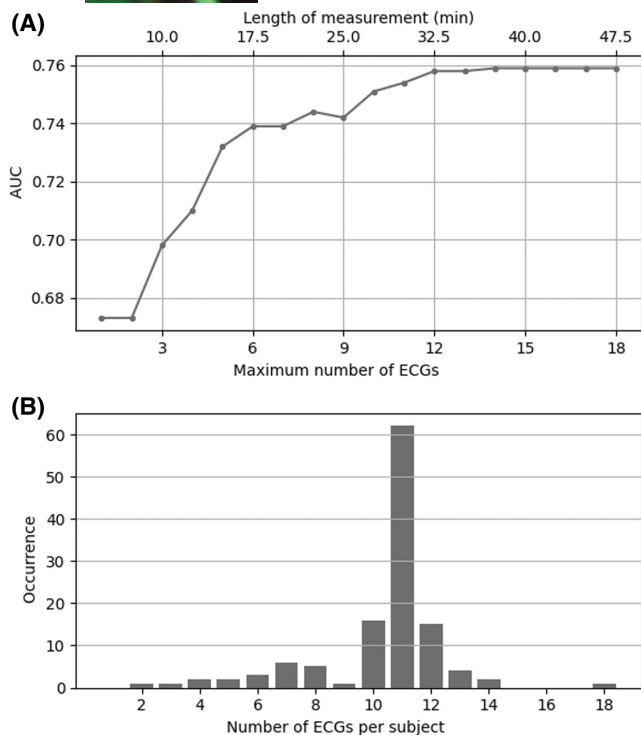 (A)
Length of measurement (min)
10.0 17.5 25.0 32.5 40.0 47.5
0.76
0.74
0.72
0.70
0.68
AUC
3 6 9 12 15 18
Maximum number of ECGs
(B)
60
50
40
30
20
10
0
Occurrence
2 4 6 8 10 12 14 16 18
Number of ECGs per subject